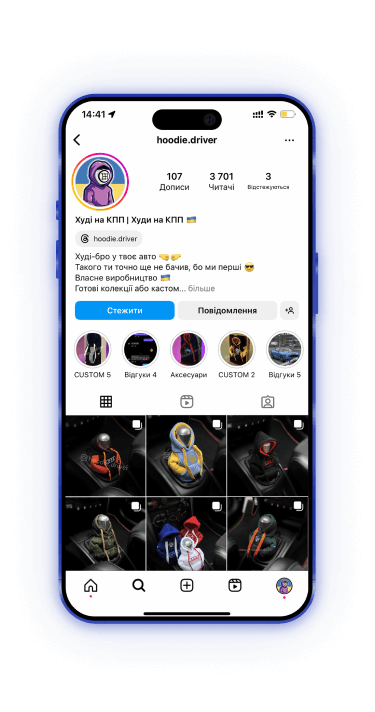 14:41
hoodie.driver
107
3 701
3
Дописи
Читачі
Відстежуються
Худі на КПП | Худи на КПП 🇺🇦
hoodie.driver
Худі-бро у твоє авто 🤜🤛
Такого ти точно ще не бачив, бо ми перші 😎
Власне виробництво 🇺🇦
Готові колекції або кастом... більше
Стежити
Повідомлення
CUSTOM 5
Відгуки 4
Аксесуари
CUSTOM 2
Відгуки 5